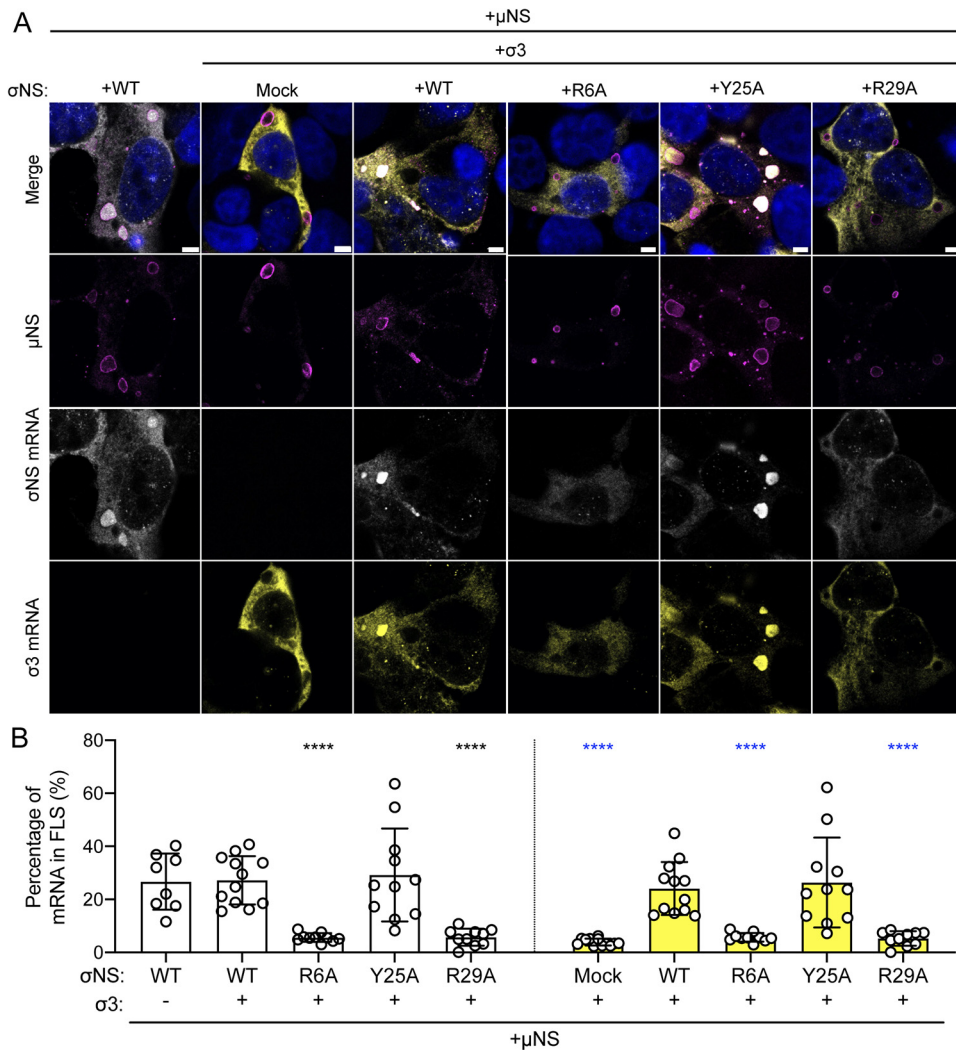 A
+μNS
+σ3
σNS: +WT Mock +WT +R6A +Y25A +R29A
Merge
μNS
σNS mRNA
σ3 mRNA
B
Percentage of
mRNA in FLS (%)
80
60
40
20
0
**** **** **** **** ****
σNS: WT WT R6A Y25A R29A Mock WT R6A Y25A R29A
σ3: - + + + + + + + + +
+μNS